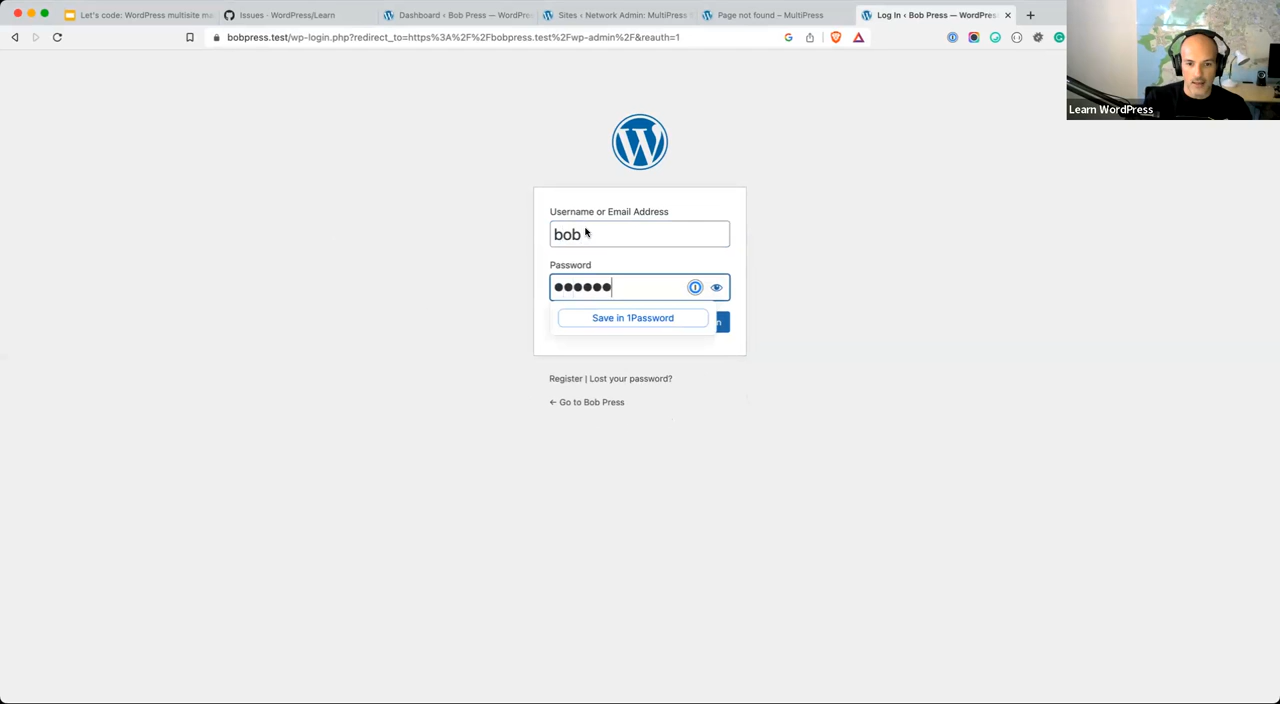 Let's code: WordPress multisite ma
Issues · WordPress/Learn
Dashboard ‹ Bob Press — WordPres
Sites ‹ Network Admin: MultiPress
Page not found – MultiPress
Log In ‹ Bob Press — WordPres
bobpress.test/wp-login.php?redirect_to=https%3A%2F%2Fbobpress.test%2Fwp-admin%2F&reauth=1
Learn WordPress
Username or Email Address
bob
Password
Save in 1Password
n
Register | Lost your password?
← Go to Bob Press